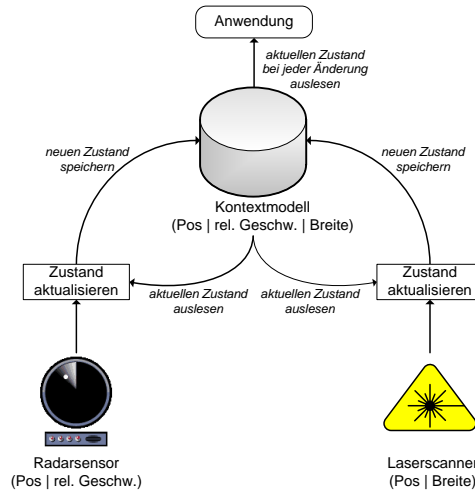 Anwendung
aktuellen Zustand
bei jeder Änderung
auslesen
neuen Zustand
speichern
neuen Zustand
speichern
Kontextmodell
(Pos | rel. Geschw. | Breite)
Zustand
aktualisieren
aktuellen Zustand
auslesen
aktuellen Zustand
auslesen
Zustand
aktualisieren
Radarsensor
(Pos | rel. Geschw.)
Laserscanner
(Pos | Breite)